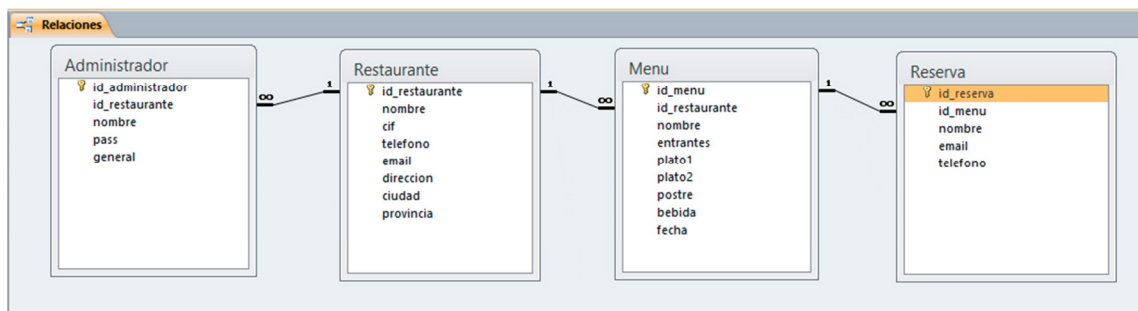 Relaciones
Administrador
id_administrador
id_restaurante
nombre
pass
general
∞
1
Restaurante
id_restaurante
nombre
cif
telefono
email
direccion
ciudad
provincia
1
∞
Menu
id_menu
id_restaurante
nombre
entrantes
plato1
plato2
postre
bebida
fecha
1
∞
Reserva
id_reserva
id_menu
nombre
email
telefono